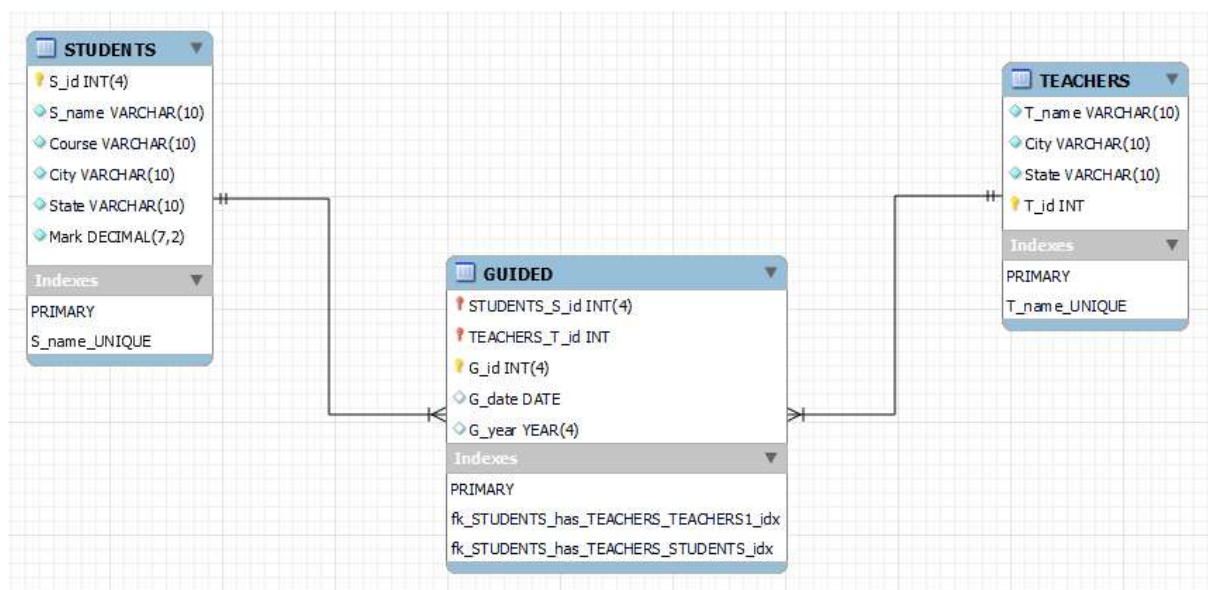 STUDENTS
S_id INT(4)
S_name VARCHAR(10)
Course VARCHAR(10)
City VARCHAR(10)
State VARCHAR(10)
Mark DECIMAL(7,2)
Indexes
PRIMARY
S_name_UNIQUE
GUIDED
STUDENTS_S_id INT(4)
TEACHERS_T_id INT
G_id INT(4)
G_date DATE
G_year YEAR(4)
Indexes
PRIMARY
fk_STUDENTS_has_TEACHERS_TEACHERS1_idx
fk_STUDENTS_has_TEACHERS_STUDENTS_idx
TEACHERS
T_name VARCHAR(10)
City VARCHAR(10)
State VARCHAR(10)
T_id INT
Indexes
PRIMARY
T_name_UNIQUE